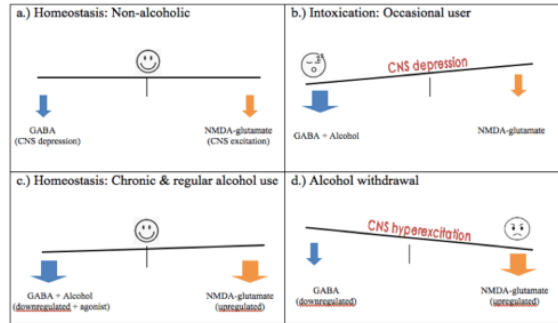 a.) Homeostasis: Non-alcoholic
GABA
(CNS depression)
NMDA-glutamate
(CNS excitation)
b.) Intoxication: Occasional user
CNS depression
GABA + Alcohol
NMDA-glutamate
c.) Homeostasis: Chronic & regular alcohol use
GABA + Alcohol
(downregulated + agonist)
NMDA-glutamate
(upregulated)
d.) Alcohol withdrawal
CNS hyperexcitation
GABA
(downregulated)
NMDA-glutamate
(upregulated)